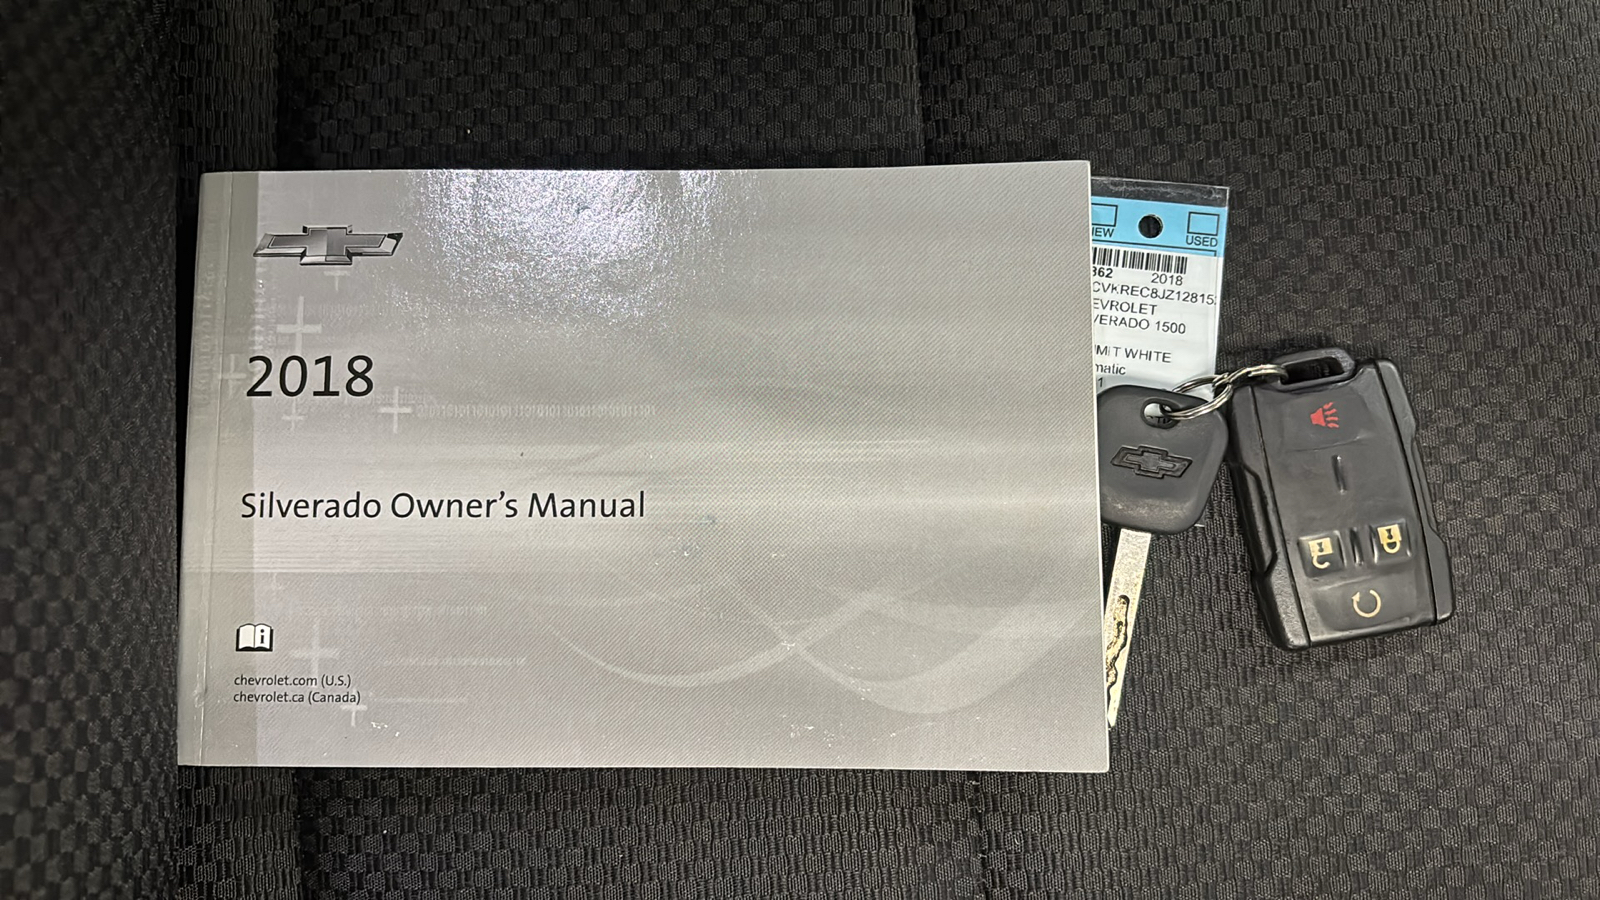 2018
Silverado Owner's Manual
chevrolet.com (U.S.)
chevrolet.ca (Canada)
USED
362
2018
CVKREC8JZ12815
EVROLET
VERADO 1500
MIT WHITE
matic
1